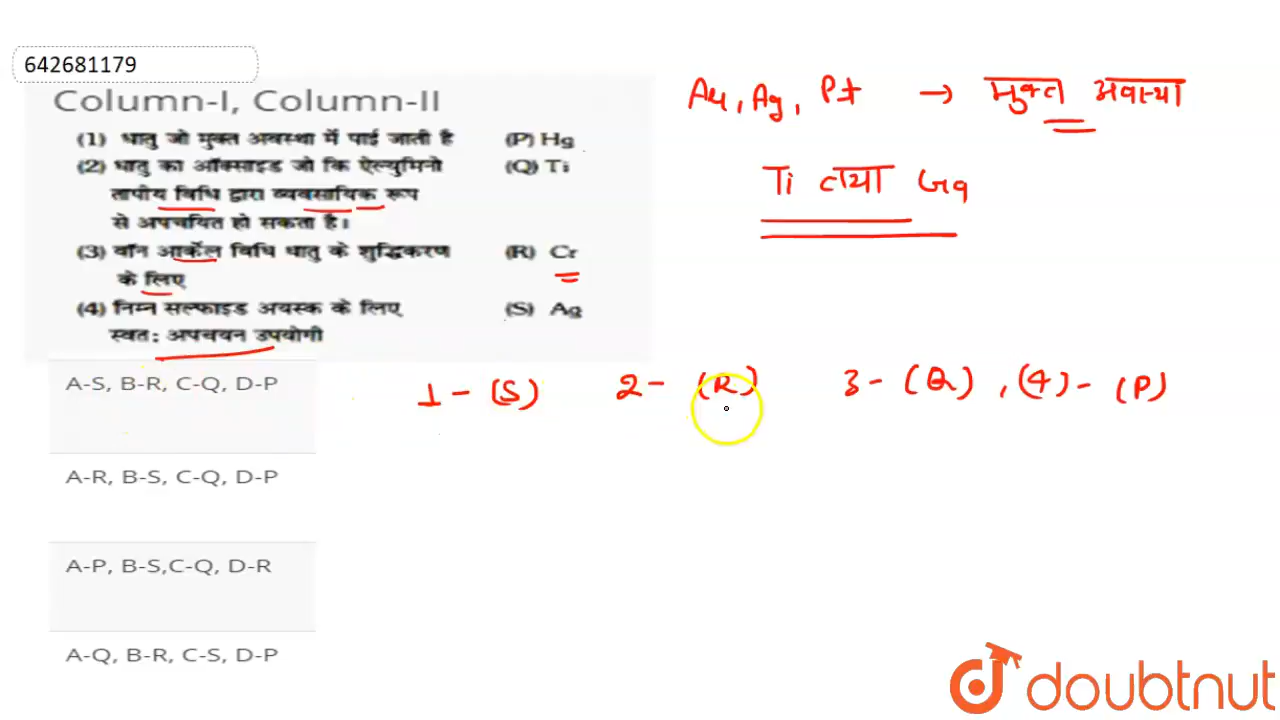 642681179
Column-I, Column-II
(1) धातु जो मुक्त अवस्था में पाई जाती है (P) Hg
(2) धातु का ऑक्साइड जो कि ऐल्युमिनो (Q) Ti
तापीय विधि द्वारा व्यवसायिक रूप
से अपचयित हो सकता है।
(3) वॉन आर्केल विधि धातु के शुद्धिकरण (R) Cr
के लिए
(4) निम्न सल्फाइड अयस्क के लिए (S) Ag
स्वत: अपचयन उपयोगी
Au, Ag, Pt → मुक्त अवस्था
Ti तथा
1 - (S) 2 - (R) 3 - (Q), (4) - (P)
A-S, B-R, C-Q, D-P
A-R, B-S, C-Q, D-P
A-P, B-S,C-Q, D-R
A-Q, B-R, C-S, D-P
doubtnut